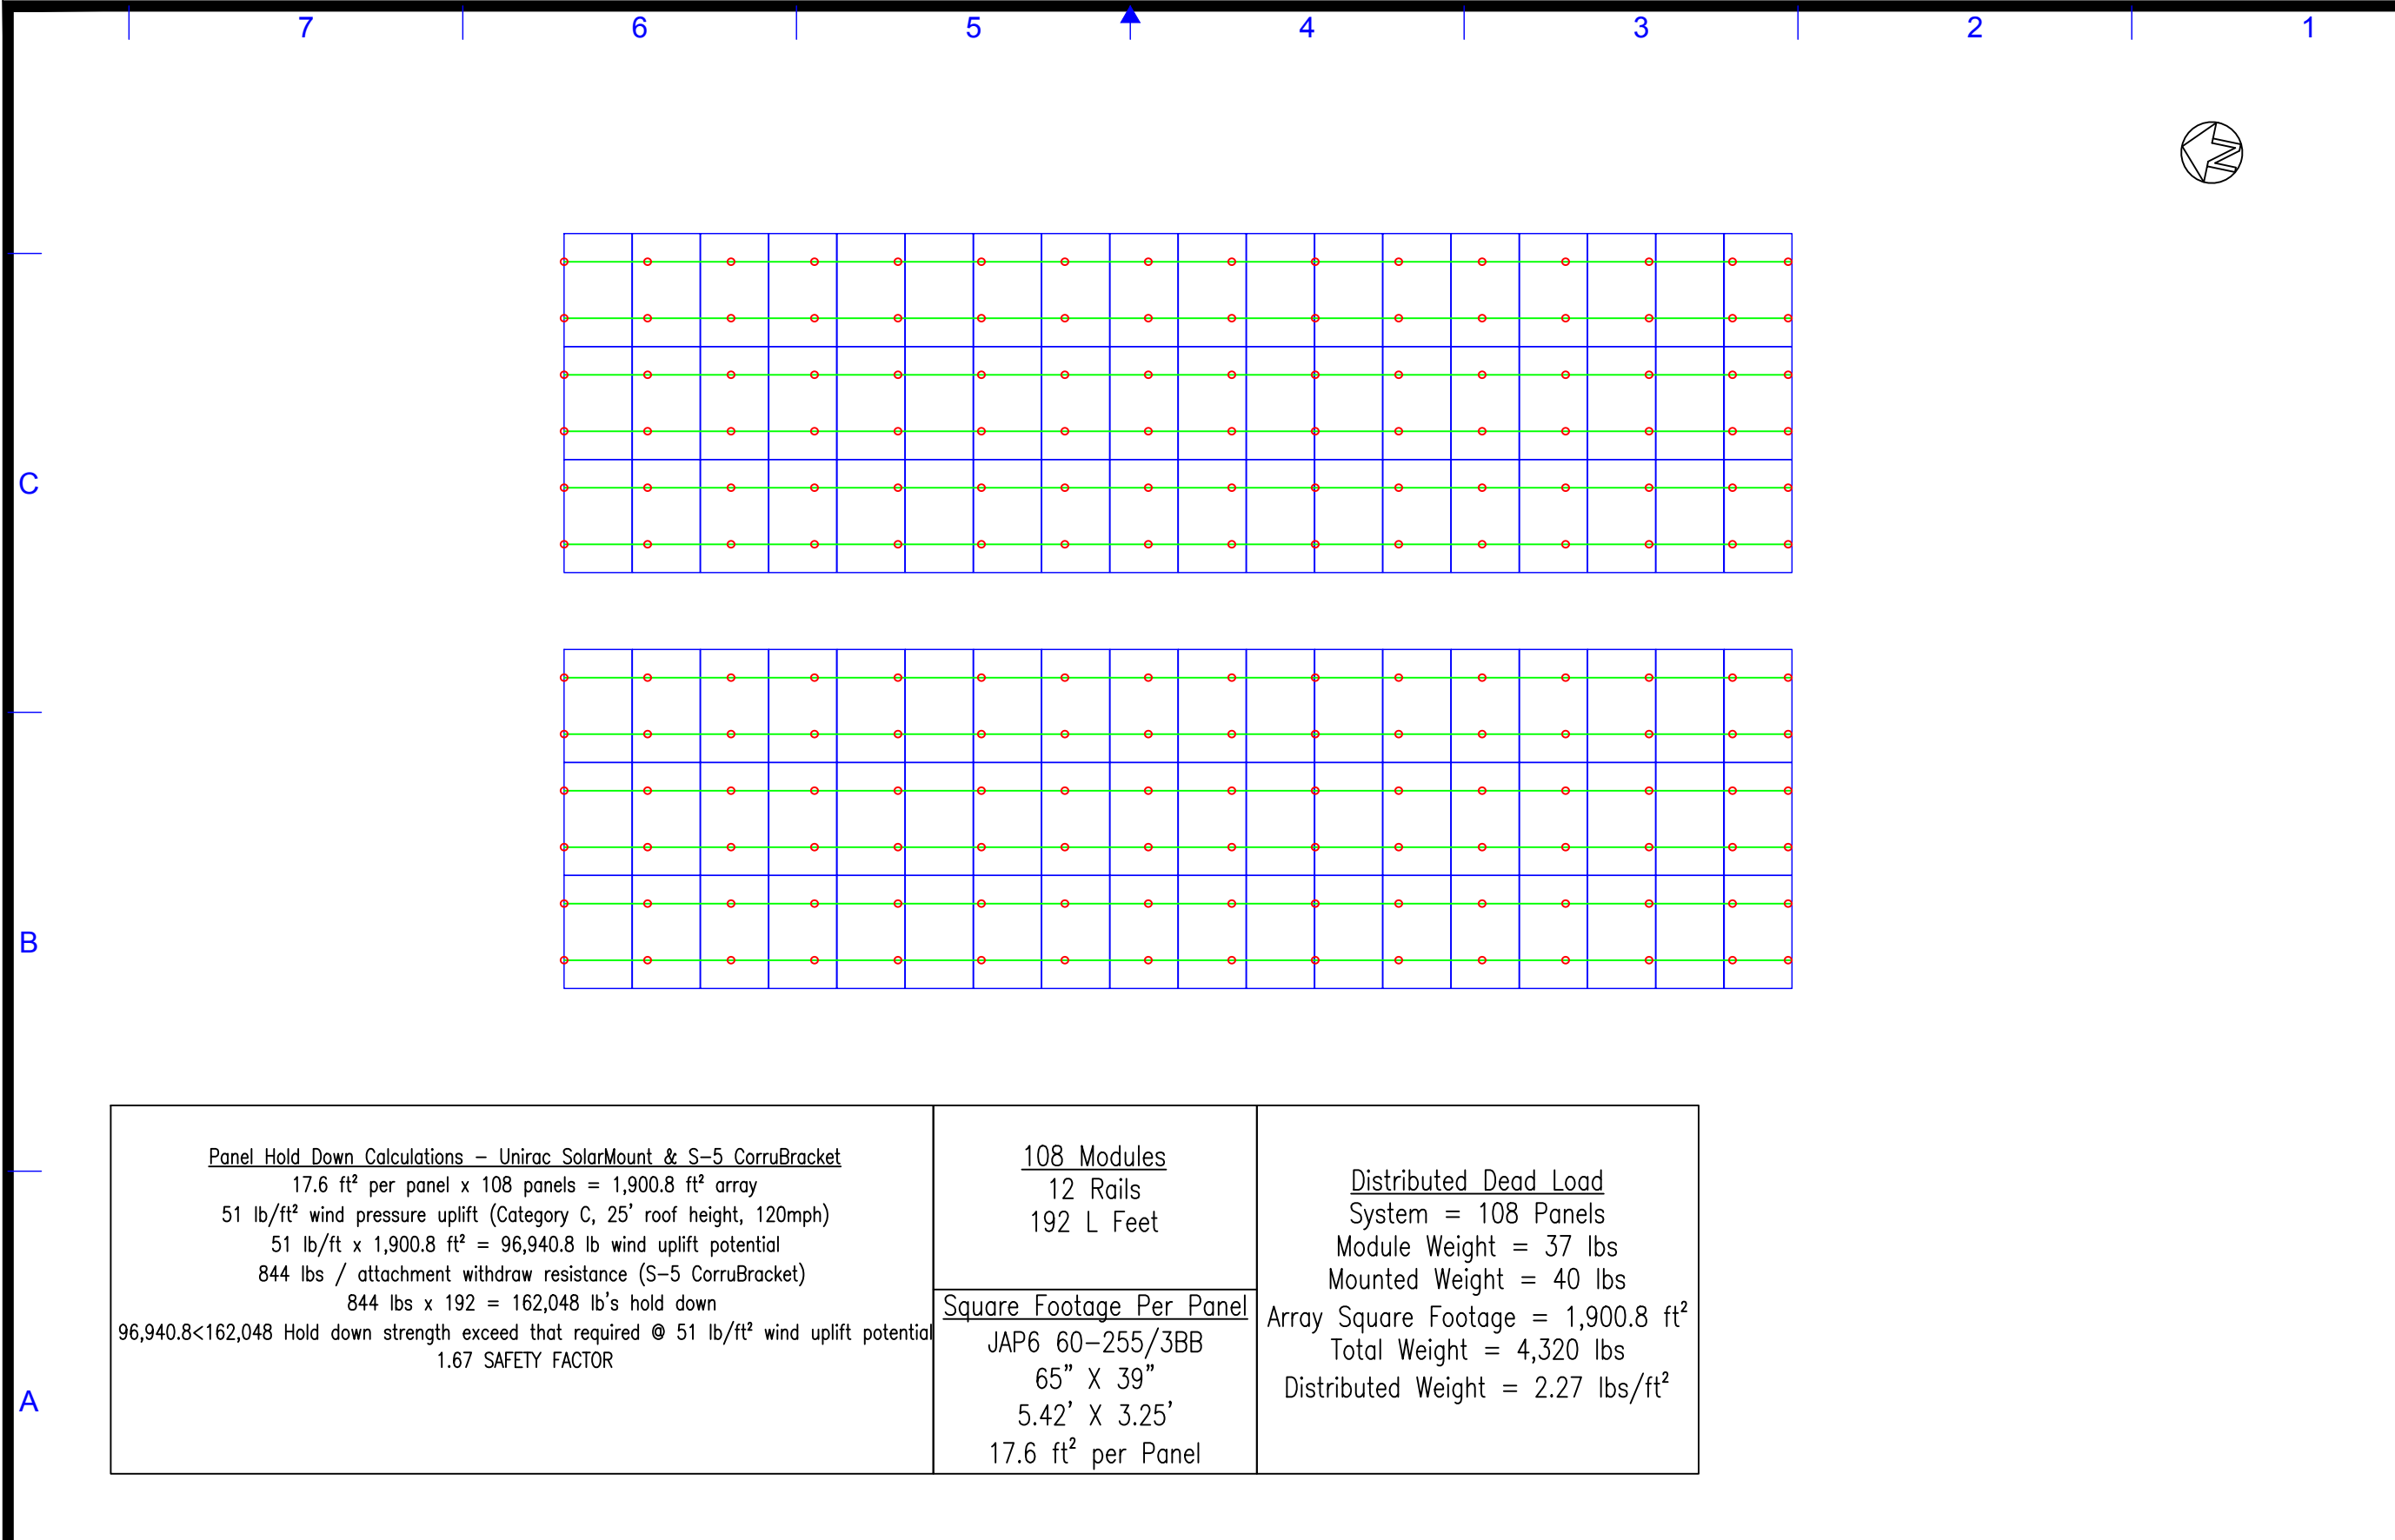 7 6 5 4 3 2 1
N
C
B
A
Panel Hold Down Calculations – Unirac SolarMount & S–5 CorruBracket
17.6 ft² per panel x 108 panels = 1,900.8 ft² array
51 lb/ft² wind pressure uplift (Category C, 25' roof height, 120mph)
51 lb/ft x 1,900.8 ft² = 96,940.8 lb wind uplift potential
844 lbs / attachment withdraw resistance (S–5 CorruBracket)
844 lbs x 192 = 162,048 lb's hold down
96,940.8<162,048 Hold down strength exceed that required @ 51 lb/ft² wind uplift potential
1.67 SAFETY FACTOR
108 Modules
12 Rails
192 L Feet
Square Footage Per Panel
JAP6 60–255/3BB
65" X 39"
5.42' X 3.25'
17.6 ft² per Panel
Distributed Dead Load
System = 108 Panels
Module Weight = 37 lbs
Mounted Weight = 40 lbs
Array Square Footage = 1,900.8 ft²
Total Weight = 4,320 lbs
Distributed Weight = 2.27 lbs/ft²